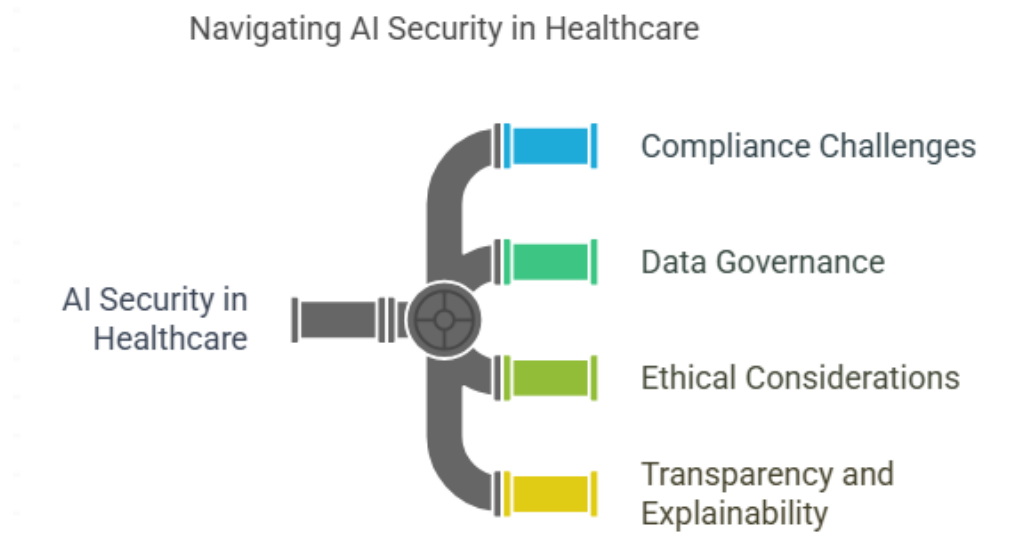 Navigating AI Security in Healthcare
Compliance Challenges
Data Governance
AI Security in
Healthcare
Ethical Considerations
Transparency and
Explainability